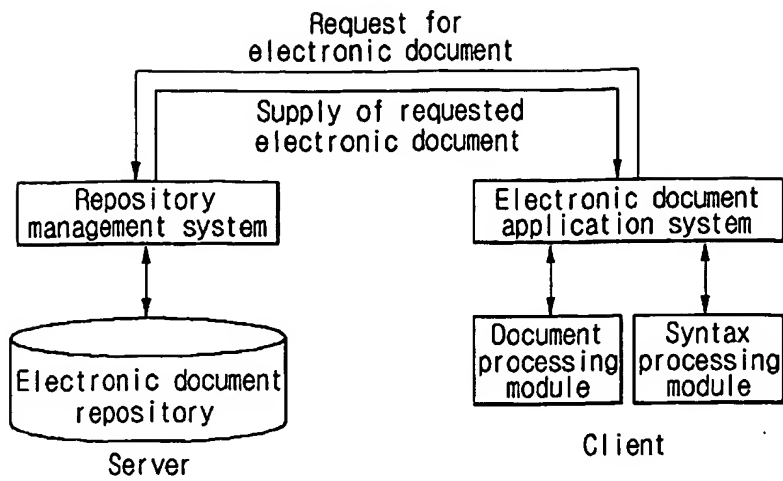 Request for
electronic document
Supply of requested
electronic document
Repository
management system
Electronic document
application system
Document
processing
module
Syntax
processing
module
Electronic document
repository
Client
Server